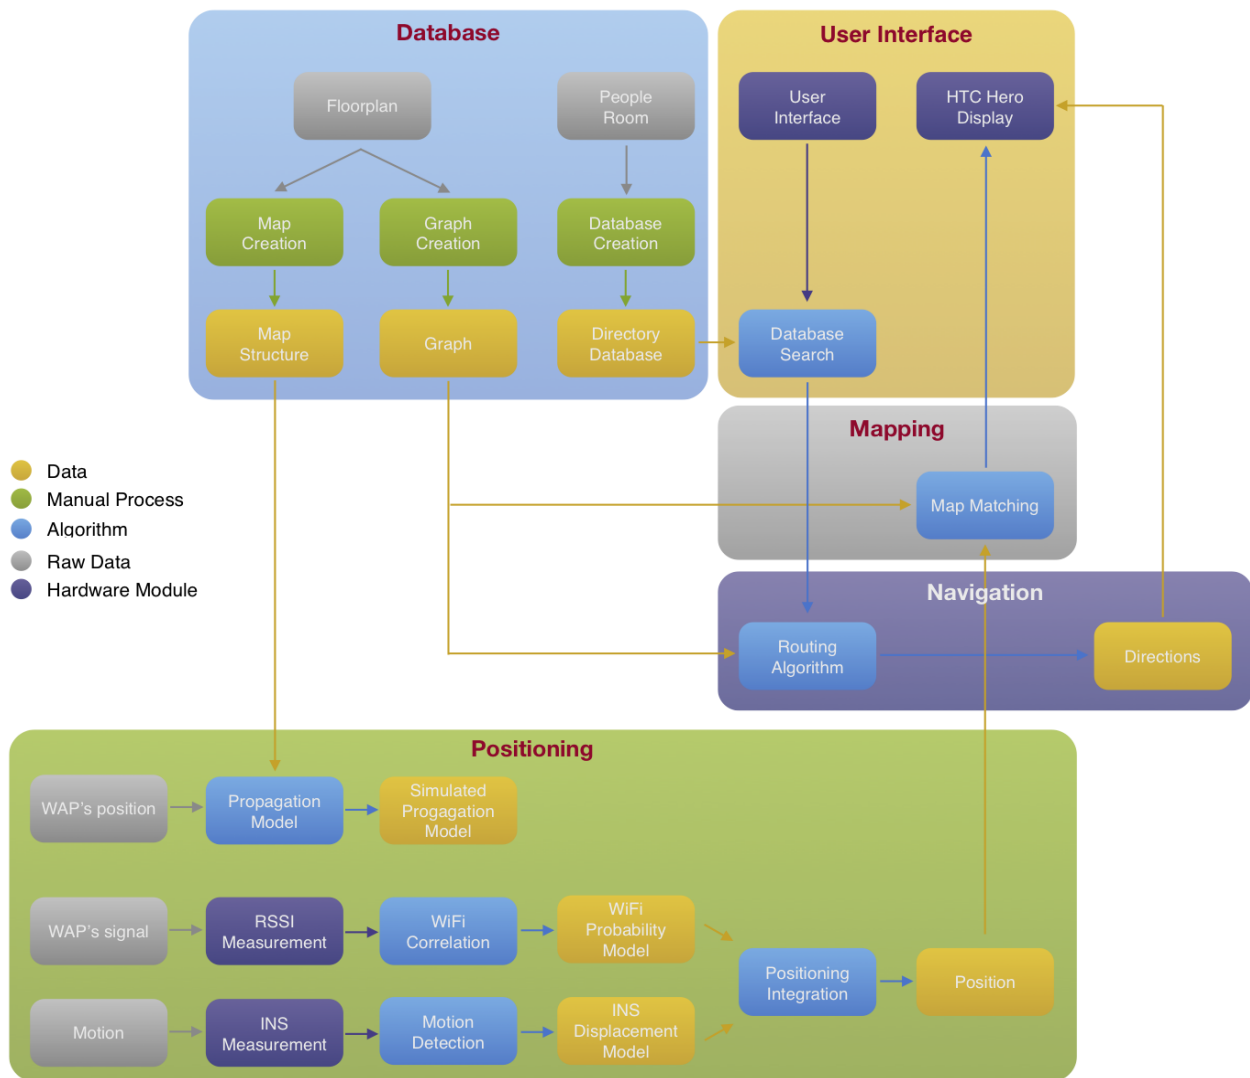 Database
Floorplan
People
Room
Map
Creation
Graph
Creation
Database
Creation
Map
Structure
Graph
Directory
Database
User Interface
User
Interface
HTC Hero
Display
Database
Search
Mapping
Map Matching
Data
Manual Process
Algorithm
Raw Data
Hardware Module
Navigation
Routing
Algorithm
Directions
Positioning
WAP's position
Propagation
Model
Simulated
Progagation
Model
WAP's signal
RSSI
Measurement
WiFi
Correlation
WiFi
Probability
Model
Motion
INS
Measurement
Motion
Detection
INS
Displacement
Model
Positioning
Integration
Position